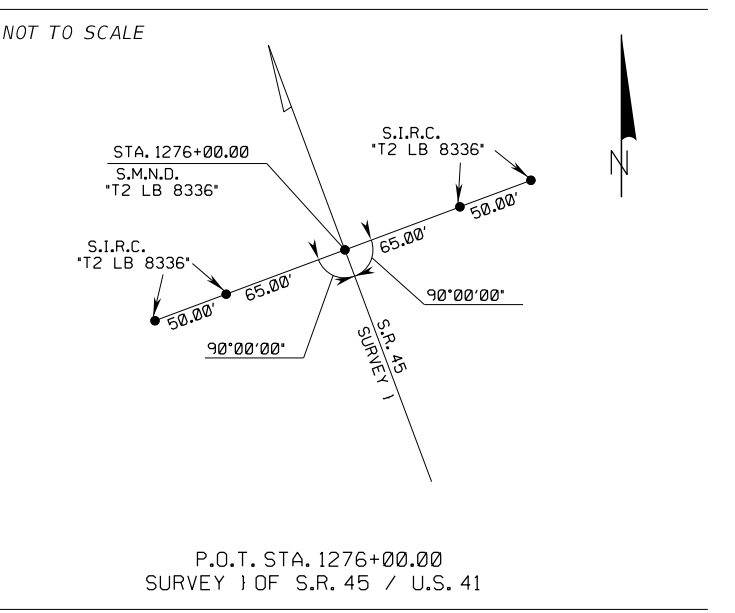 NOT TO SCALE
S.I.R.C.
"T2 LB 8336"
STA. 1276+00.00
S.M.N.D.
"T2 LB 8336"
N
50.00'
65.00'
S.I.R.C.
"T2 LB 8336"
65.00'
50.00'
90°00'00"
90°00'00"
S.R. 45
SURVEY }
P.O.T. STA. 1276+00.00
SURVEY } OF S.R. 45 / U.S. 41